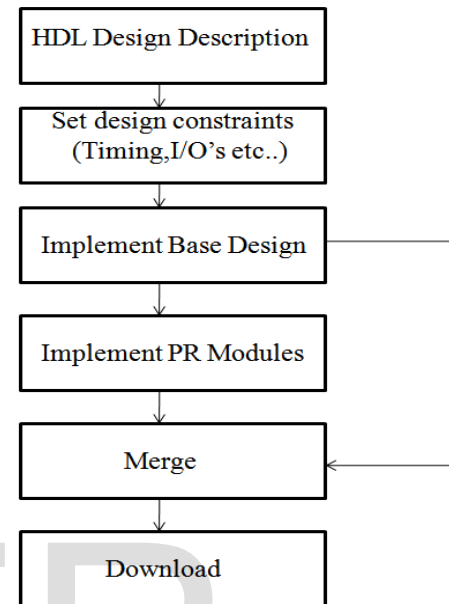 HDL Design Description
Set design constraints
(Timing,I/O's etc..)
Implement Base Design
Implement PR Modules
Merge
Download